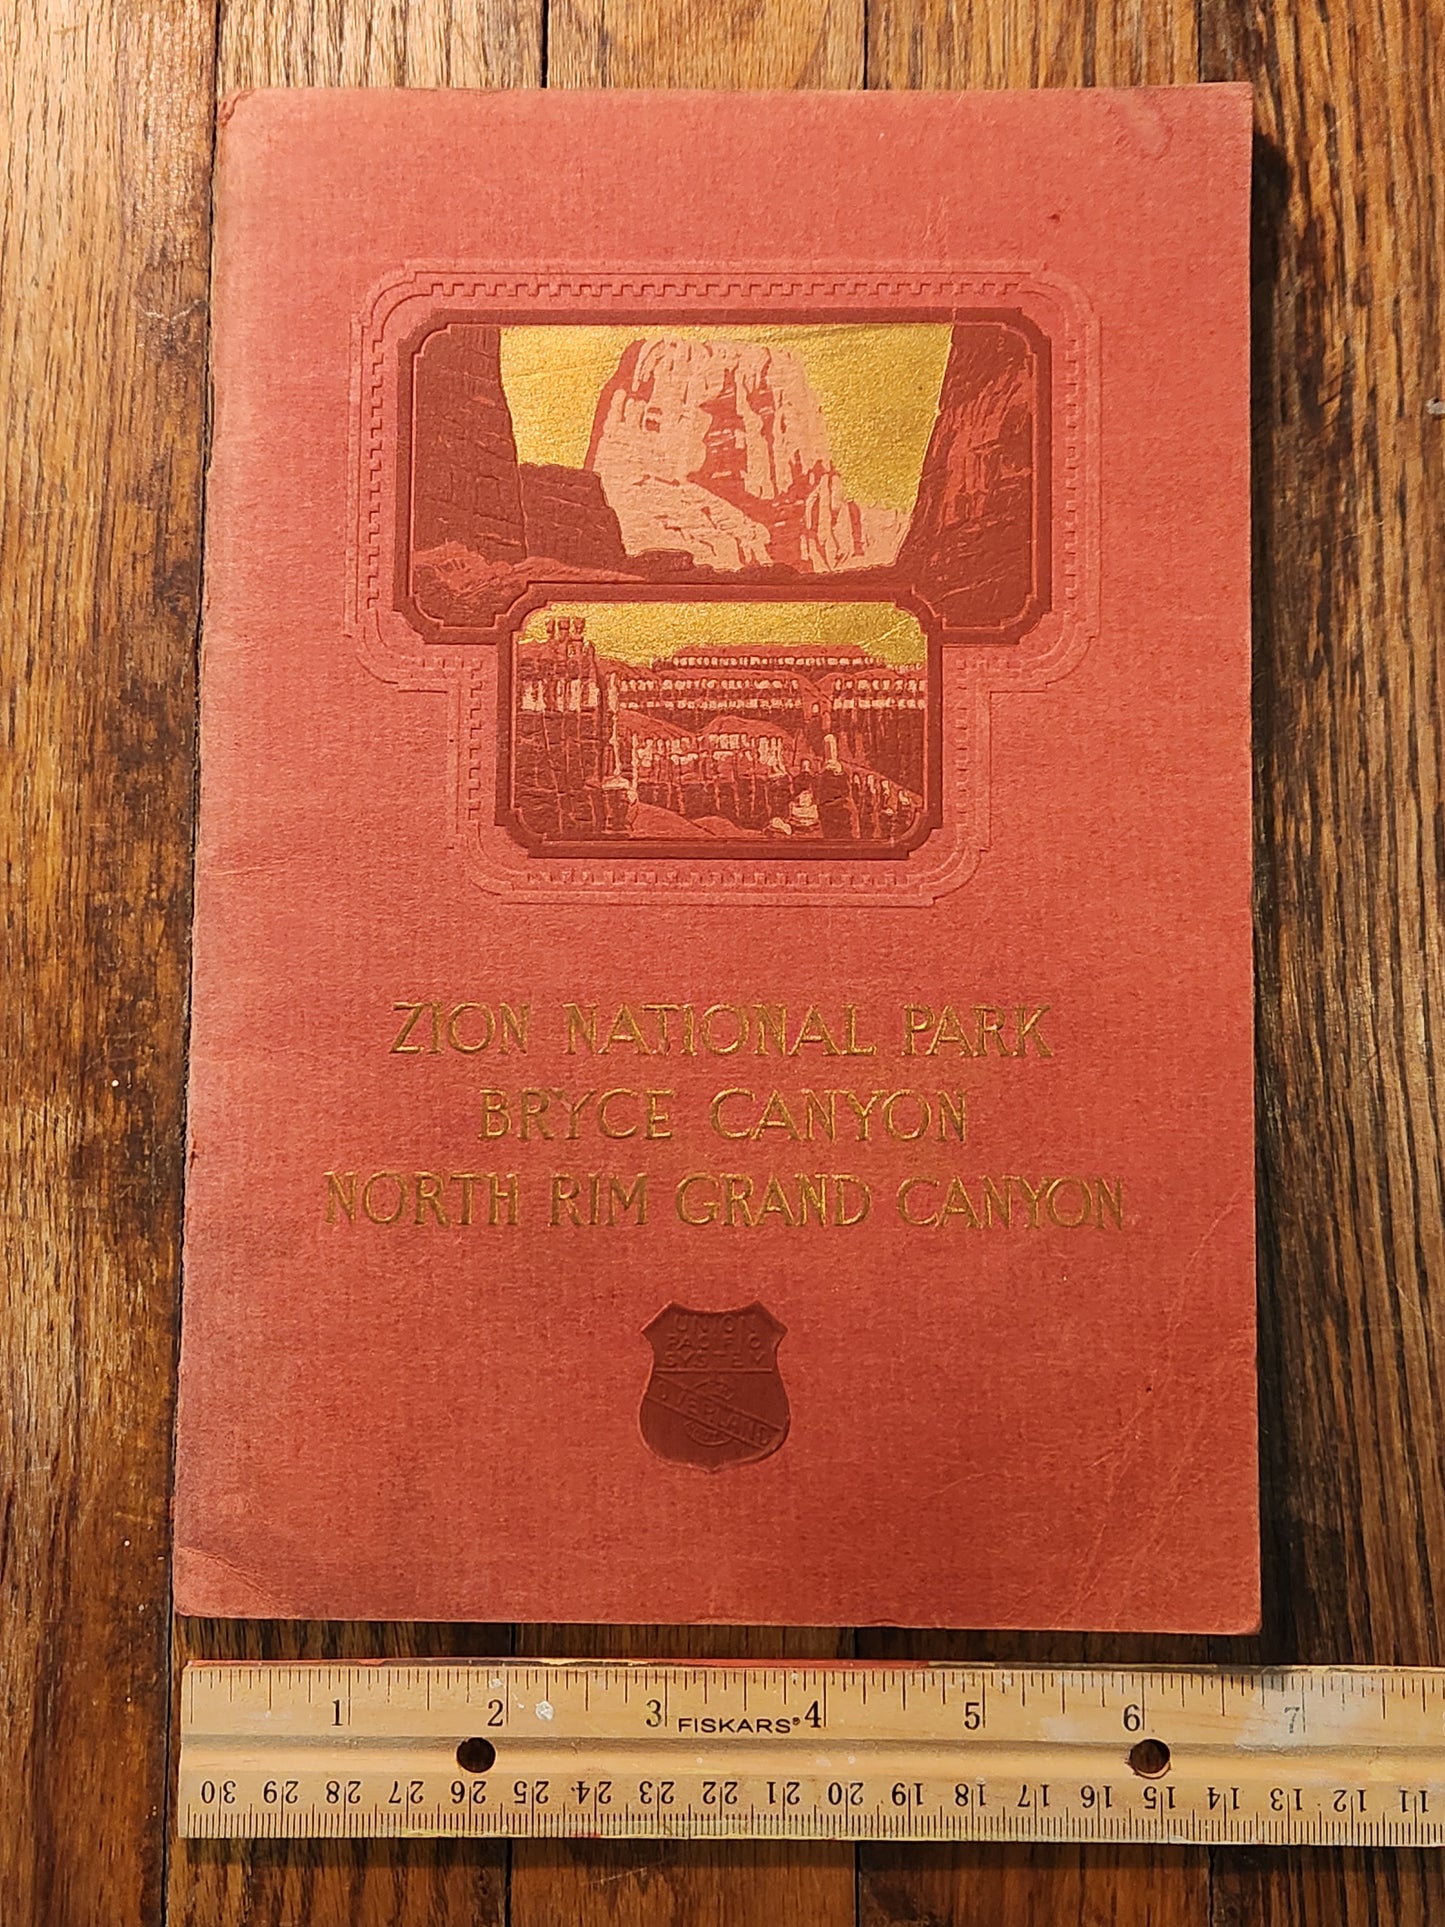 ZION NATIONAL PARK
BRYCE CANYON
NORTH RIM GRAND CANYON
UNION
PACIFIC
SYSTEM
OVERLAND
1 2 3 FISKARS® 4 5 6 7
30 29 28 27 26 25 24 23 22 21 20 19 18 17 16 15 14 13 12 11